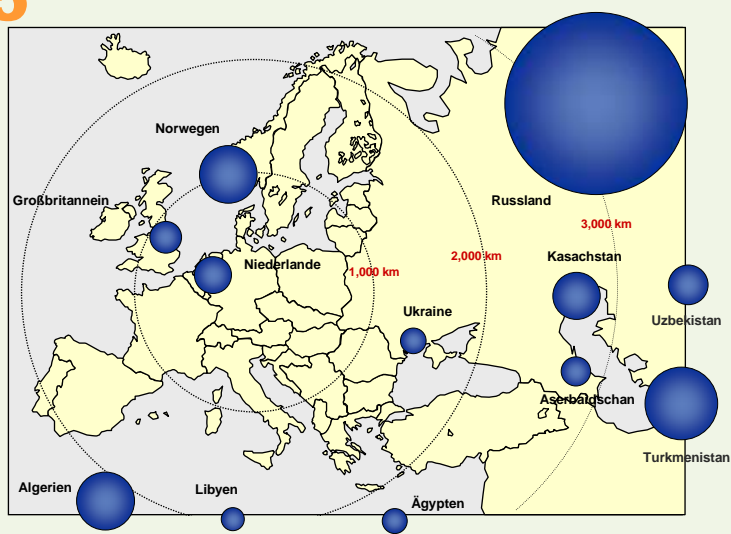 Norwegen
Großbritannein
Russland
3,000 km
Niederlande
1,000 km
2,000 km
Kasachstan
Ukraine
Uzbekistan
Aserbaidschan
Turkmenistan
Algerien
Libyen
Ägypten